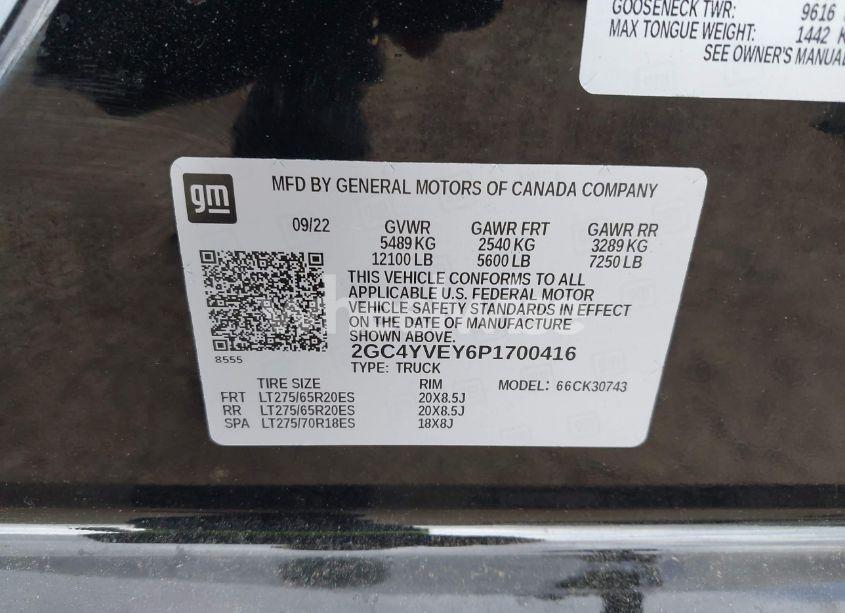 GOOSENECK TWR: 9616
MAX TONGUE WEIGHT: 1442 K
SEE OWNER'S MANUAL
gm
MFD BY GENERAL MOTORS OF CANADA COMPANY
09/22 GVWR GAWR FRT GAWR RR
5489 KG 2540 KG 3289 KG
12100 LB 5600 LB 7250 LB
THIS VEHICLE CONFORMS TO ALL
APPLICABLE U.S. FEDERAL MOTOR
VEHICLE SAFETY STANDARDS IN EFFECT
ON THE DATE OF MANUFACTURE
SHOWN ABOVE.
8555
2GC4YVEY6P1700416
TYPE: TRUCK
TIRE SIZE RIM MODEL: 66CK30743
FRT LT275/65R20ES 20X8.5J
RR LT275/65R20ES 20X8.5J
SPA LT275/70R18ES 18X8J